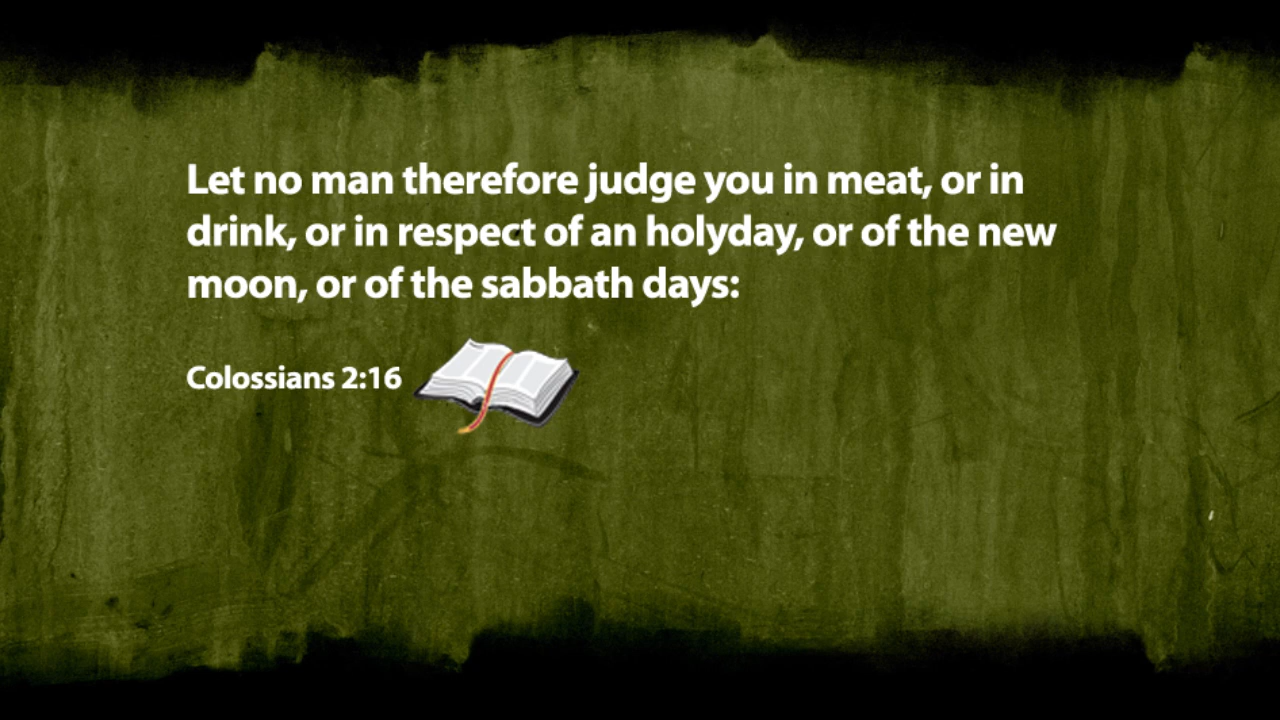 Let no man therefore judge you in meat, or in
drink, or in respect of an holyday, or of the new
moon, or of the sabbath days:
Colossians 2:16